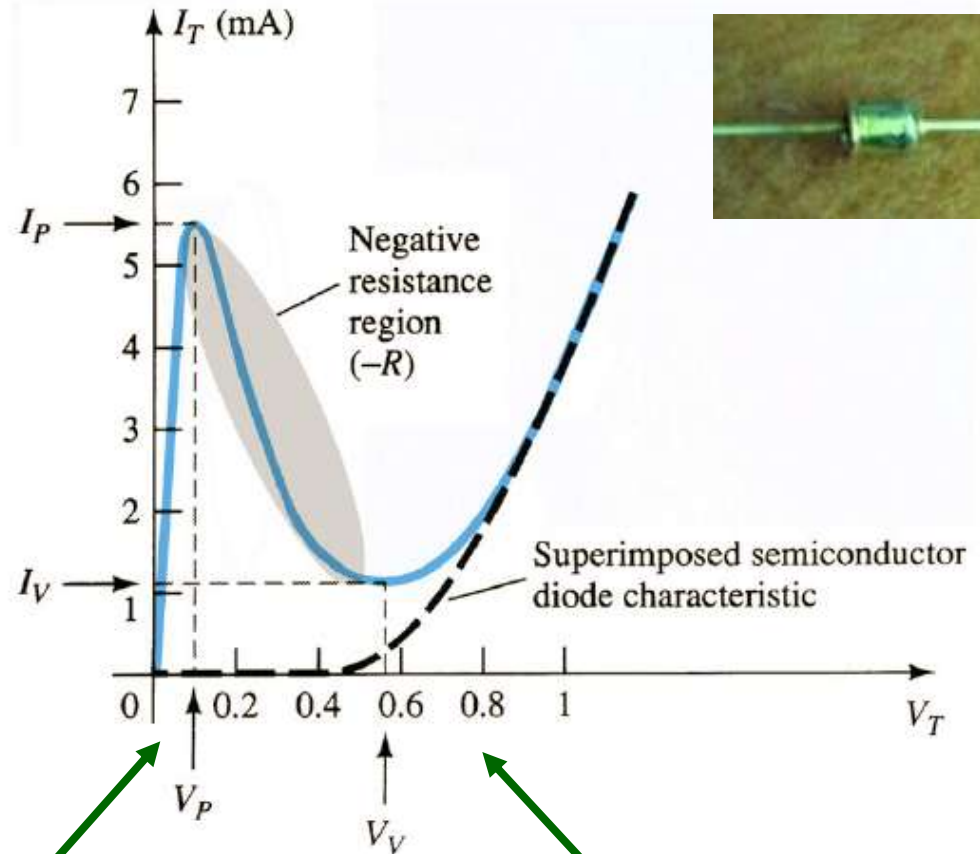 I_T (mA)
7
6
I_P
5
Negative
resistance
region
(–R)
4
3
2
Superimposed semiconductor
diode characteristic
I_V
1
0
0.2
0.4
0.6
0.8
1
V_T
V_P
V_V